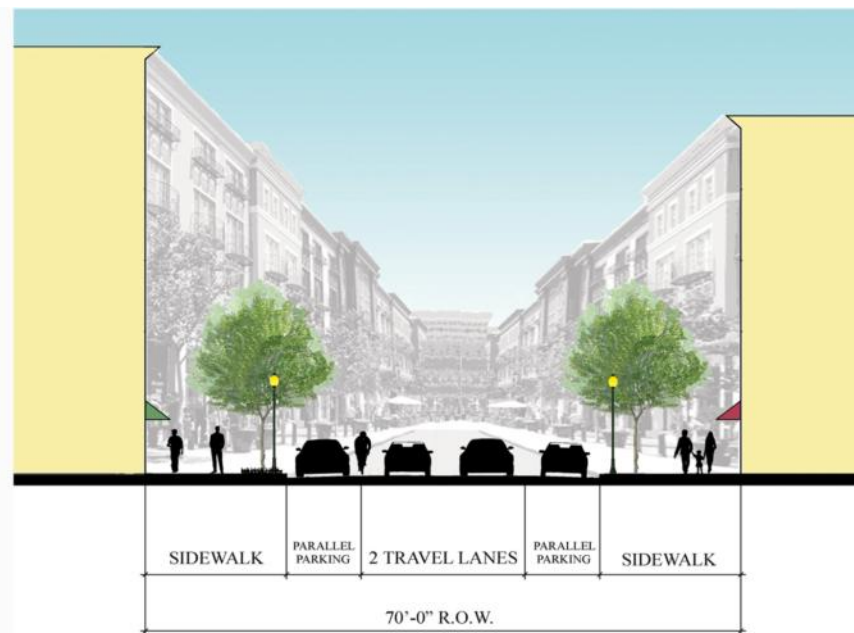 SIDEWALK
PARALLEL
PARKING
2 TRAVEL LANES
PARALLEL
PARKING
SIDEWALK
70’-0” R.O.W.